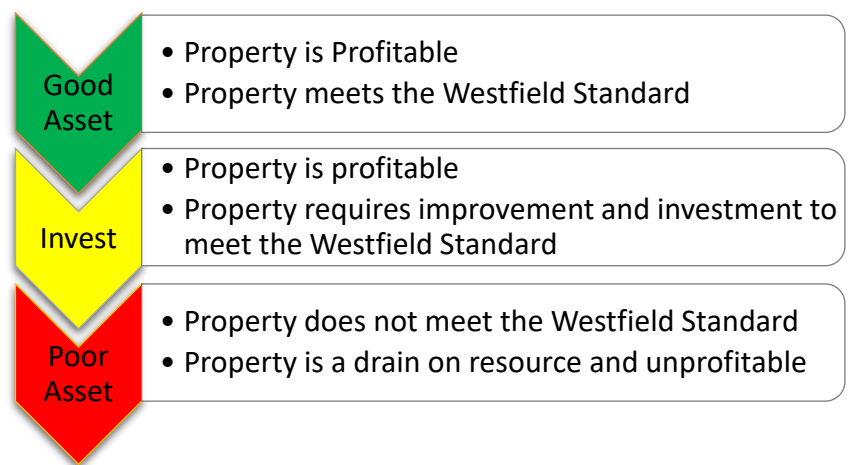 Good
Asset
• Property is Profitable
• Property meets the Westfield Standard
Invest
• Property is profitable
• Property requires improvement and investment to
meet the Westfield Standard
Poor
Asset
• Property does not meet the Westfield Standard
• Property is a drain on resource and unprofitable